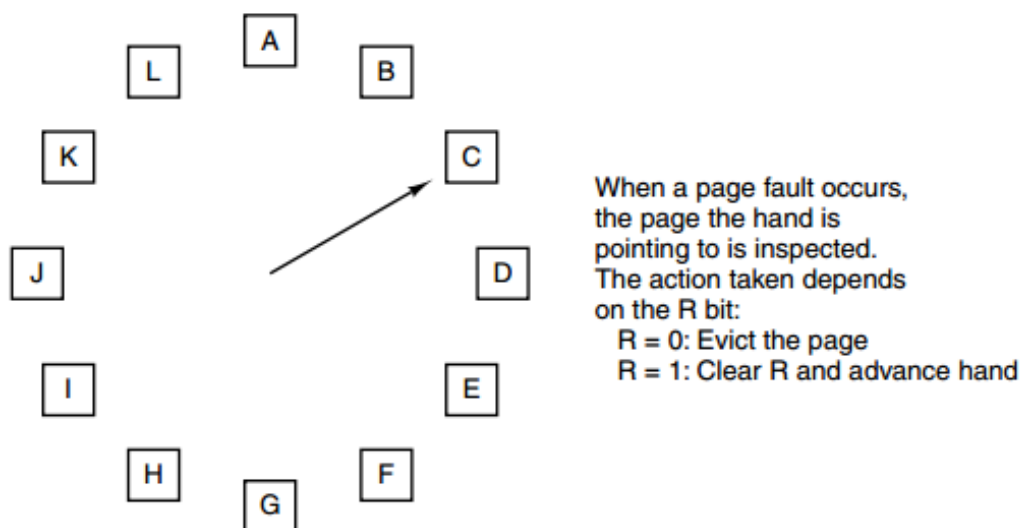 A
L
B
K
C
When a page fault occurs,
the page the hand is
pointing to is inspected.
The action taken depends
on the R bit:
R = 0: Evict the page
R = 1: Clear R and advance hand
J
D
I
E
H
F
G